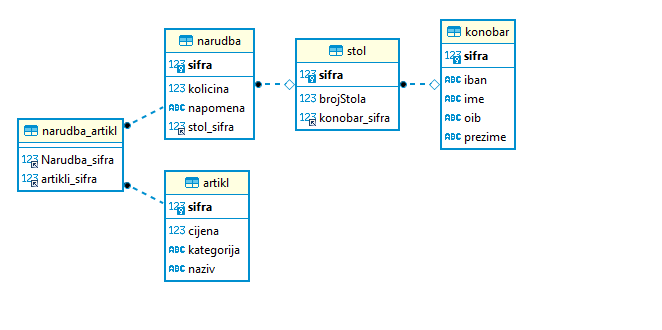 narudba
123 sifra
123 kolicina
ABC napomena
123 stol_sifra
stol
123 sifra
123 brojStola
123 konobar_sifra
konobar
123 sifra
ABC iban
ABC ime
ABC oib
ABC prezime
narudba_artikl
123 Narudba_sifra
123 artikli_sifra
artikl
123 sifra
123 cijena
ABC kategorija
ABC naziv